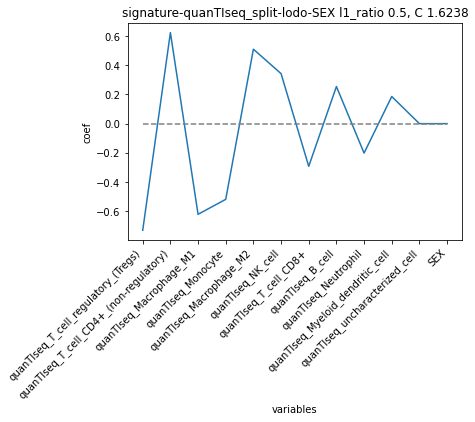 signature-quanTIseq_split-lodo-SEX l1_ratio 0.5, C 1.6238
coef
0.6
0.4
0.2
0.0
−0.2
−0.4
−0.6
quanTIseq_T_cell_regulatory_(Tregs)
quanTIseq_T_cell_CD4+_(non-regulatory)
quanTIseq_Macrophage_M1
quanTIseq_Monocyte
quanTIseq_Macrophage_M2
quanTIseq_NK_cell
quanTIseq_T_cell_CD8+
quanTIseq_B_cell
quanTIseq_Neutrophil
quanTIseq_Myeloid_dendritic_cell
quanTIseq_uncharacterized_cell
SEX
variables